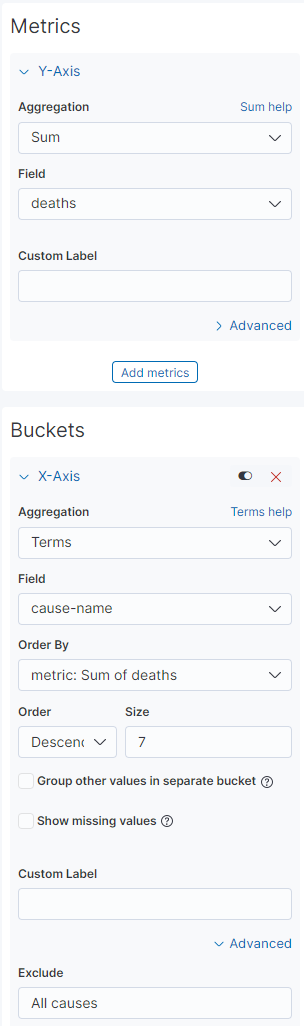 Metrics
Y-Axis
Aggregation Sum help
Sum
Field
deaths
Custom Label
Advanced
Add metrics
Buckets
X-Axis
Aggregation Terms help
Terms
Field
cause-name
Order By
metric: Sum of deaths
Order Size
Descenc 7
Group other values in separate bucket ?
Show missing values ?
Custom Label
Advanced
Exclude
All causes